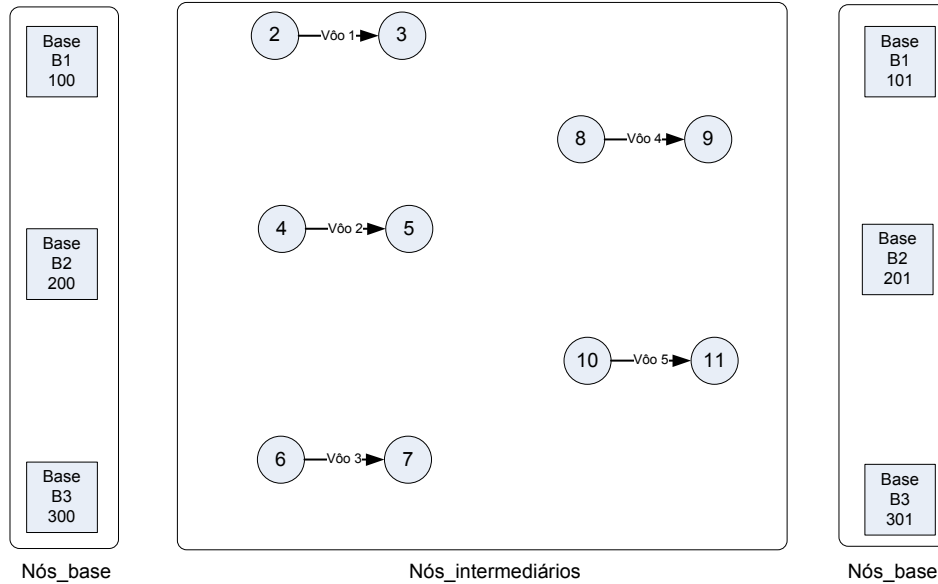 Base
B1
100
Base
B2
200
Base
B3
300
Nós_base
2
Vôo 1
3
8
Vôo 4
9
4
Vôo 2
5
10
Vôo 5
11
6
Vôo 3
7
Nós_intermediários
Base
B1
101
Base
B2
201
Base
B3
301
Nós_base